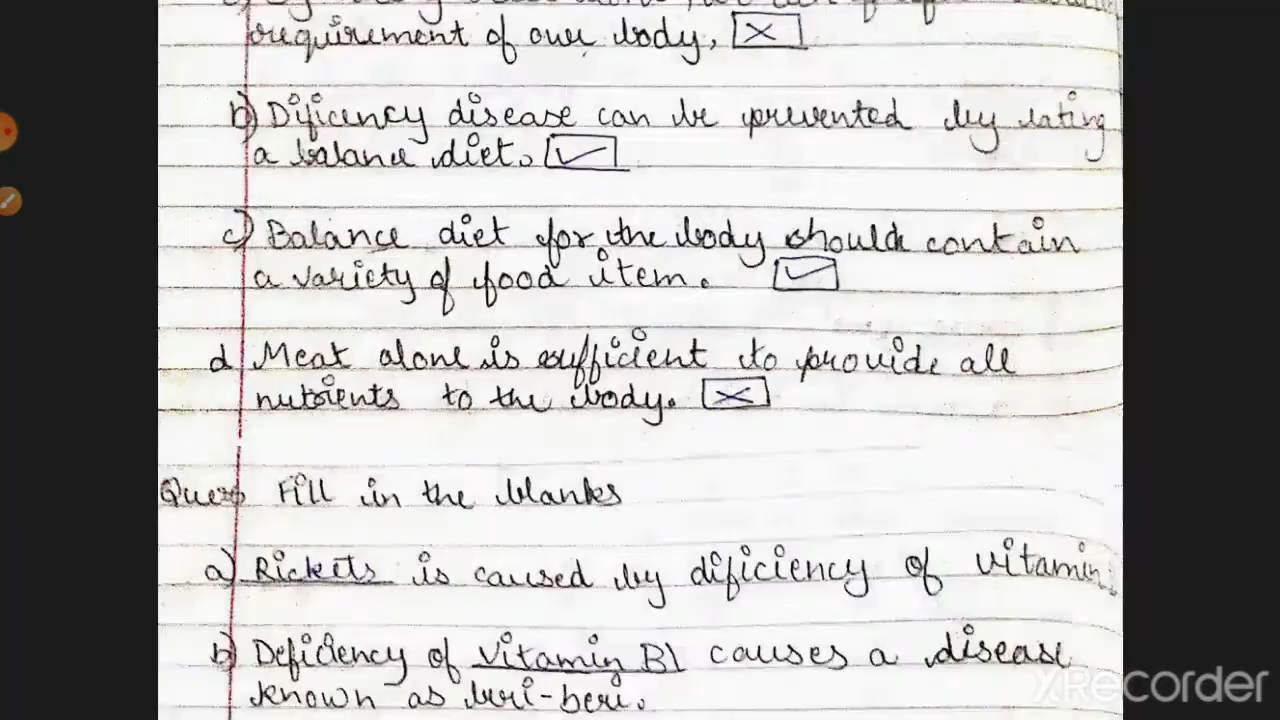 requirement of our body, ☒
b) Dificency disease can be prevented by eating
a balance diet. ☑
c) Balance diet for the body should contain
a variety of food item. ☑
d Meat alone is sufficient to provide all
nutrients to the body. ☒
Fill in the blanks
a) Rickets is caused by dificiency of vitamin
b) Deficiency of Vitamin B1 causes a disease
known as beri-beri.
XRecorder